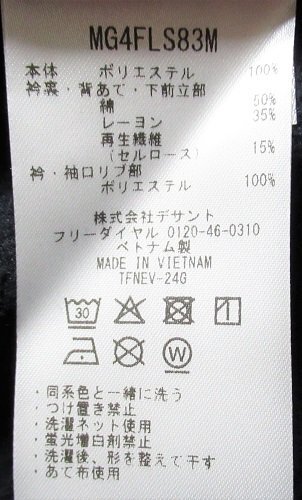 MG4FLS83M
本体 ポリエステル 100%
衿裏・背あて・下前立部
綿 50%
レーヨン 35%
再生繊維
(セルロース) 15%
衿・袖口リブ部
ポリエステル 100%
株式会社デサント
フリーダイヤル 0120-46-0310
ベトナム製
MADE IN VIETNAM
TFNEV-24G
30
W
・同系色と一緒に洗う
・つけ置き禁止
・洗濯ネット使用
・蛍光増白剤禁止
・洗濯後、形を整えて干す
・あて布使用